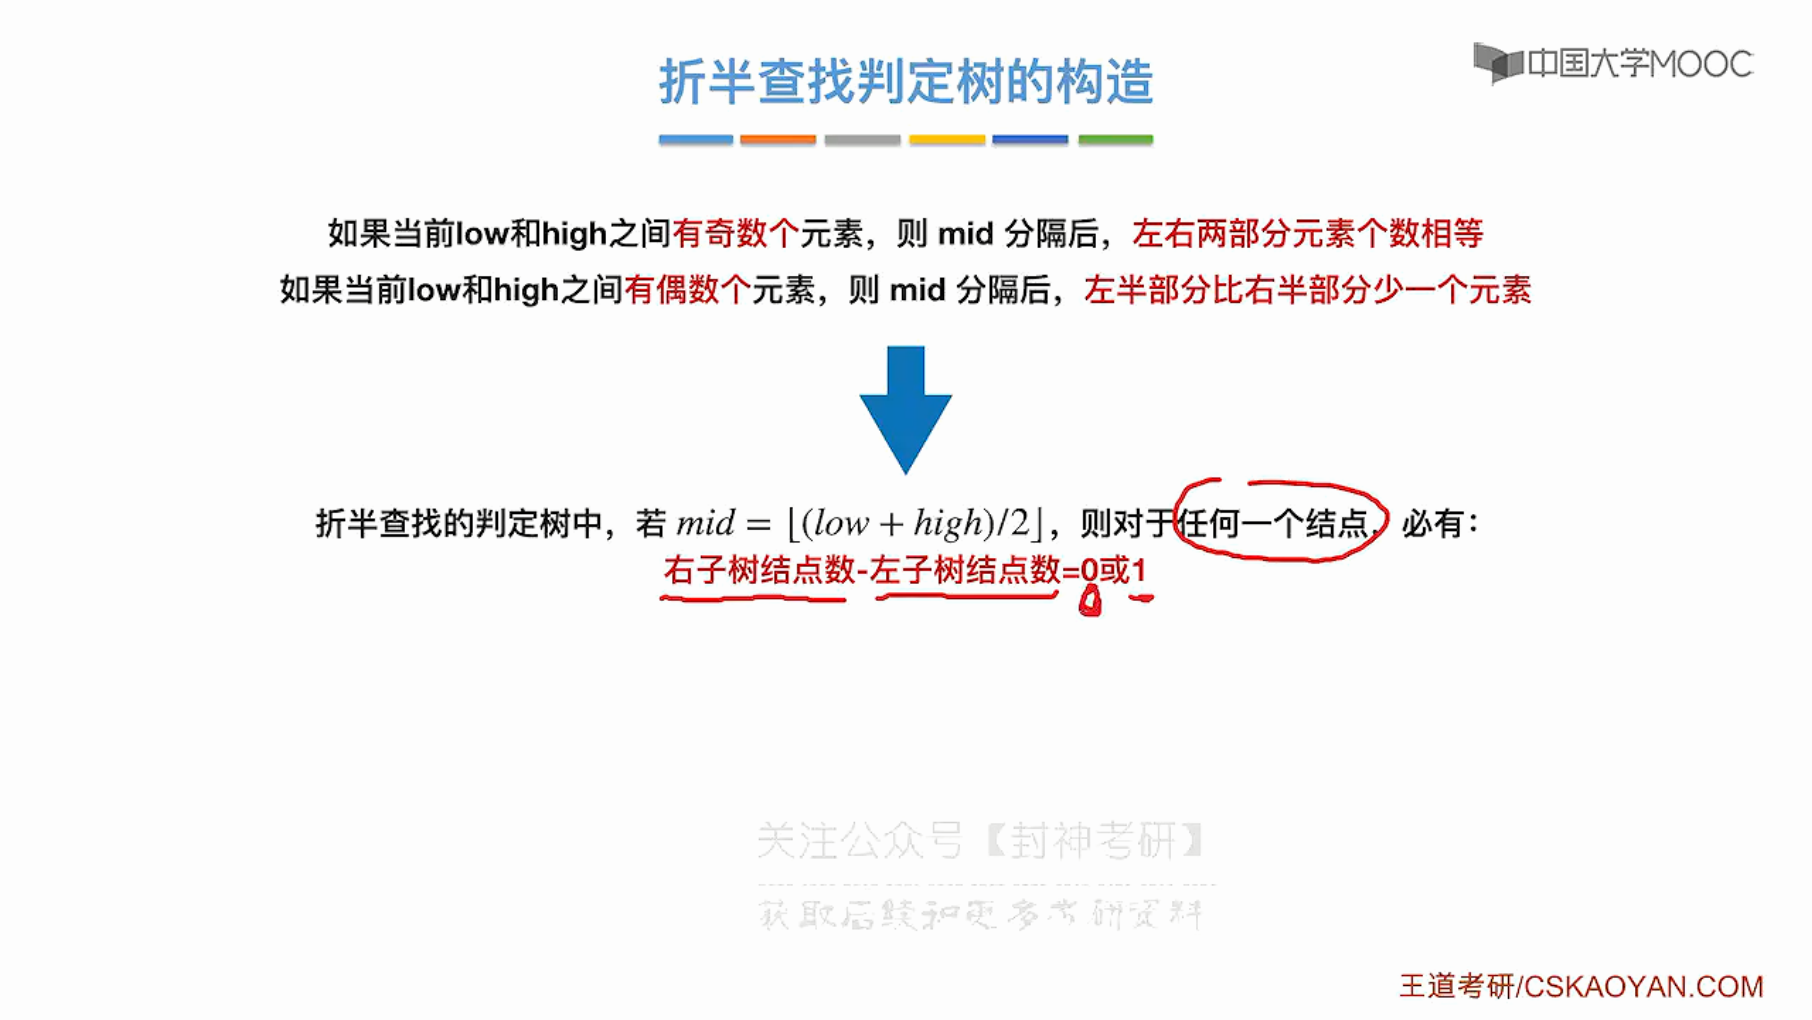 折半查找判定树的构造
中国大学MOOC
如果当前low和high之间有奇数个元素，则 mid 分隔后，左右两部分元素个数相等
如果当前low和high之间有偶数个元素，则 mid 分隔后，左半部分比右半部分少一个元素
折半查找的判定树中，若 mid = ⌊(low + high)/2⌋，则对于任何一个结点，必有：
右子树结点数-左子树结点数=0或1
关注公众号【封神考研】
获取后续和更多考研资料
王道考研/CSKAOYAN.COM